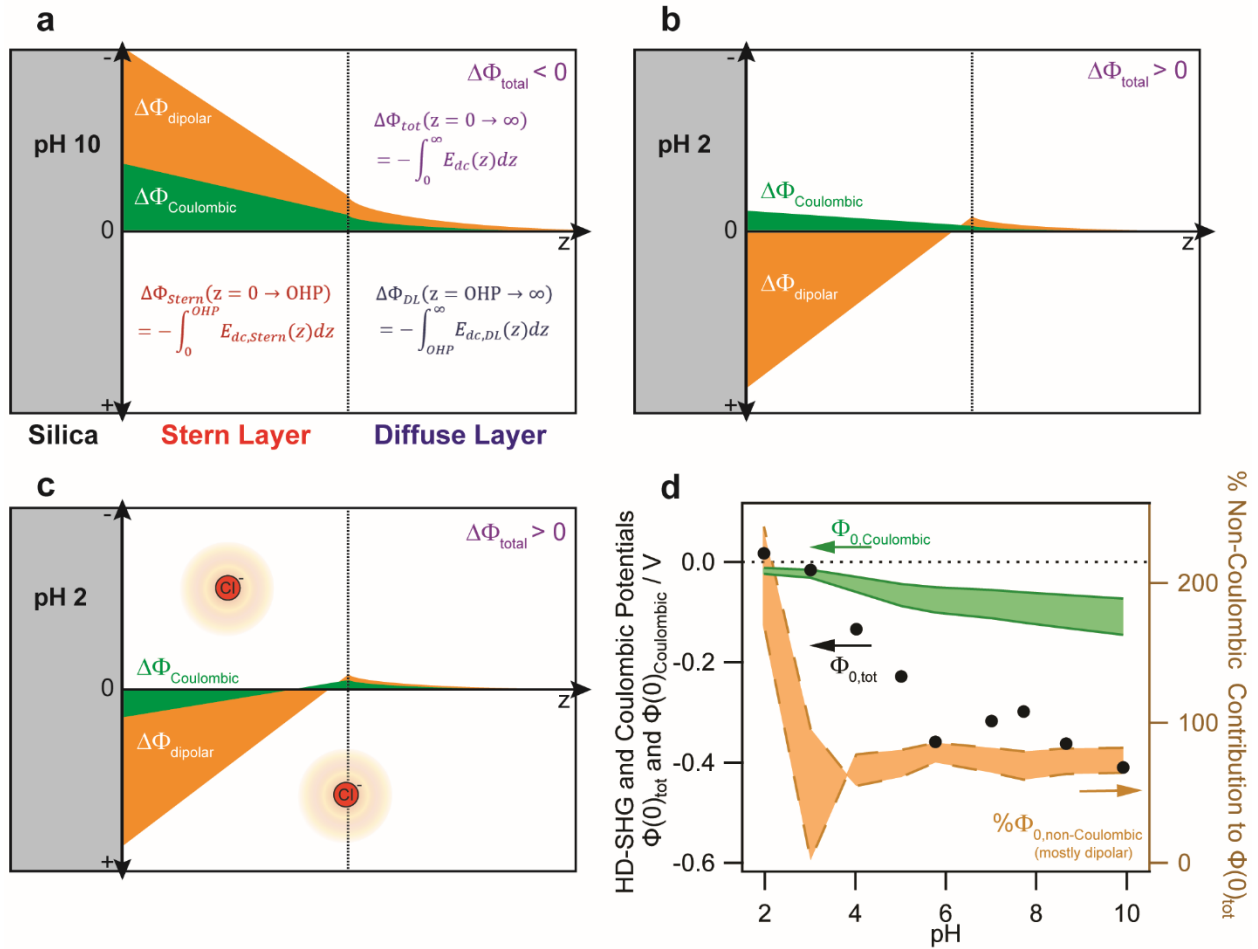 a
-
ΔΦtotal < 0
ΔΦdipolar
pH 10
ΔΦtot(z = 0 → ∞)
= − ∫0∞ Edc(z)dz
ΔΦCoulombic
0
z
ΔΦStern(z = 0 → OHP)
= − ∫0OHP Edc,Stern(z)dz
ΔΦDL(z = OHP → ∞)
= − ∫OHP∞ Edc,DL(z)dz
+
Silica
Stern Layer
Diffuse Layer
b
-
ΔΦtotal > 0
pH 2
ΔΦCoulombic
0
z
ΔΦdipolar
+
c
-
ΔΦtotal > 0
Cl-
pH 2
ΔΦCoulombic
0
z
ΔΦdipolar
Cl-
+
d
HD-SHG and Coulomb Potentials
Φ(0)tot and Φ(0)Coulombic / V
0.0
-0.2
-0.4
-0.6
Φ0,Coulombic
Φ0,tot
%Φ0,non-Coulombic
(mostly dipolar)
200
100
0
% Non-Coulombic Contribution to Φ(0)tot
2
4
6
8
10
pH